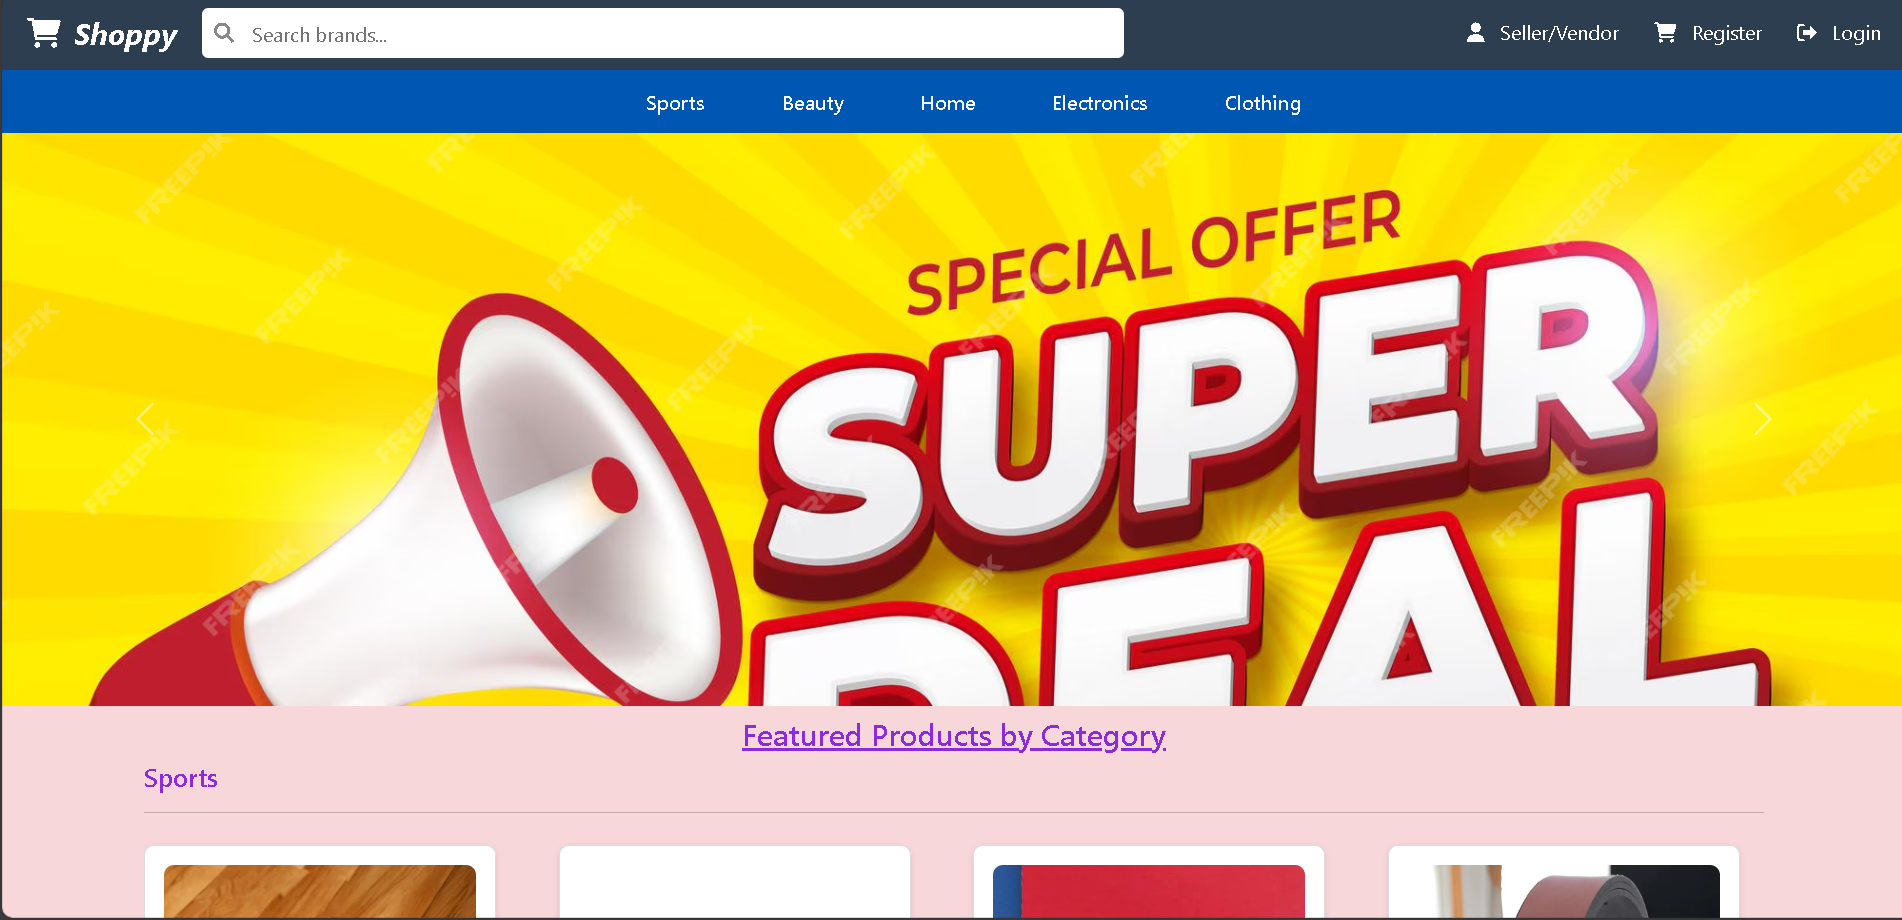 Shoppy
Search brands...
Seller/Vendor
Register
Login
Sports
Beauty
Home
Electronics
Clothing
SPECIAL OFFER
SUPER
DEAL
FREEPIK
Featured Products by Category
Sports